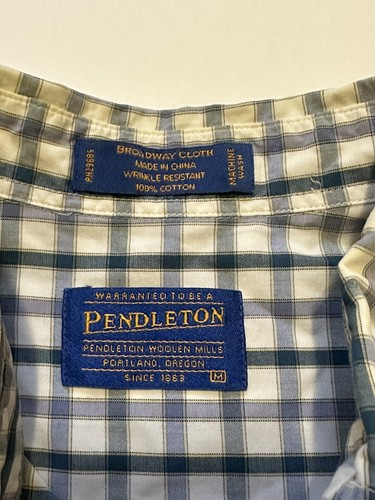 BROADWAY CLOTH
MADE IN CHINA
WRINKLE RESISTANT
100% COTTON
RN29685
MACHINE
WASH
WARRANTED TO BE A
PENDLETON
PENDLETON WOOLEN MILLS
PORTLAND, OREGON
SINCE 1863
M